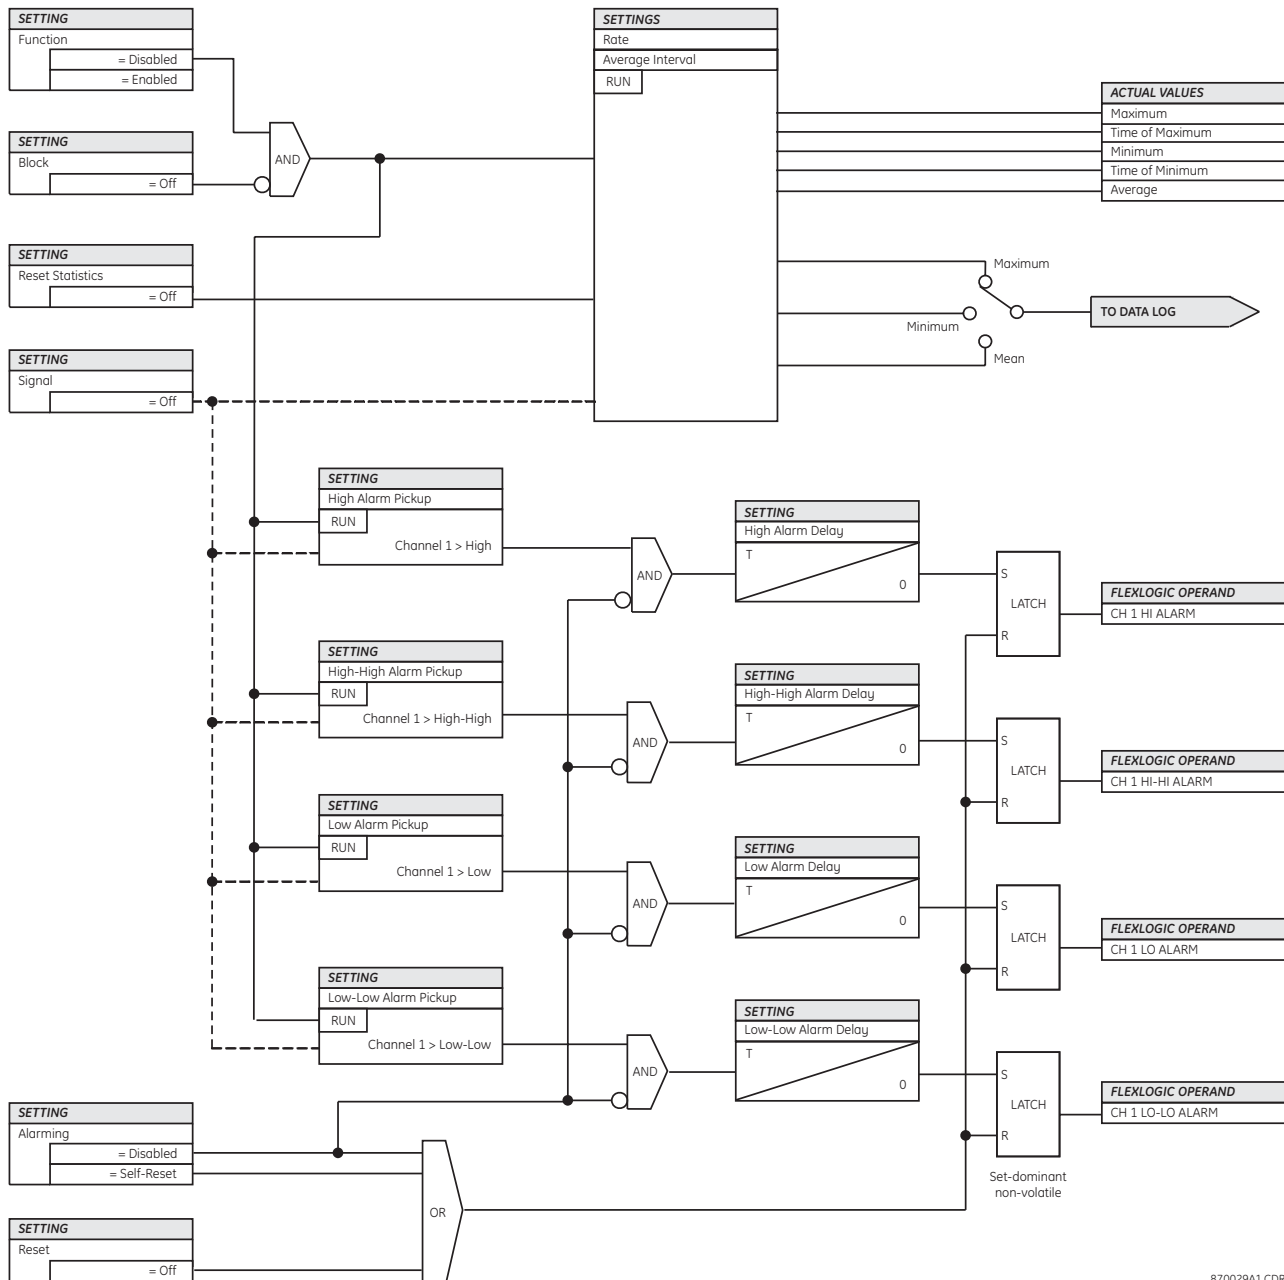 SETTING
Function
= Disabled
= Enabled
SETTING
Block
= Off
AND
SETTING
Reset Statistics
= Off
SETTING
Signal
= Off
SETTINGS
Rate
Average Interval
RUN
ACTUAL VALUES
Maximum
Time of Maximum
Minimum
Time of Minimum
Average
Maximum
Minimum
Mean
TO DATA LOG
SETTING
High Alarm Pickup
RUN
Channel 1 > High
AND
SETTING
High Alarm Delay
T
0
S
LATCH
R
FLEXLOGIC OPERAND
CH 1 HI ALARM
SETTING
High-High Alarm Pickup
RUN
Channel 1 > High-High
AND
SETTING
High-High Alarm Delay
T
0
S
LATCH
R
FLEXLOGIC OPERAND
CH 1 HI-HI ALARM
SETTING
Low Alarm Pickup
RUN
Channel 1 > Low
AND
SETTING
Low Alarm Delay
T
0
S
LATCH
R
FLEXLOGIC OPERAND
CH 1 LO ALARM
SETTING
Low-Low Alarm Pickup
RUN
Channel 1 > Low-Low
AND
SETTING
Low-Low Alarm Delay
T
0
S
LATCH
R
FLEXLOGIC OPERAND
CH 1 LO-LO ALARM
Set-dominant
non-volatile
SETTING
Alarming
= Disabled
= Self-Reset
OR
SETTING
Reset
= Off